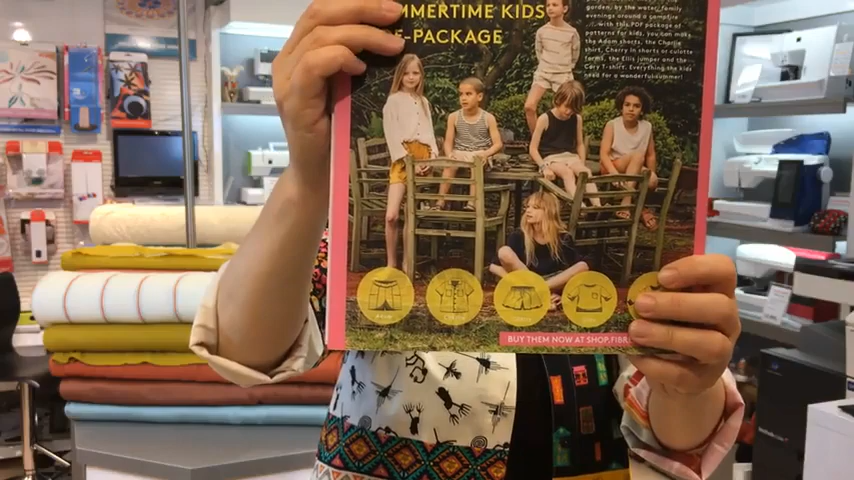 MMERTIME KIDS
E-PACKAGE
garden, by the water, family
evenings around a campfire
...with this PDF package of
patterns for kids, you can make
the Adam shorts, the Charlie
shirt, Cherry in shorts or culotte
forms, the Ellis jumper and the
Cary T-shirt. Everything the kids
need for a wonderful summer!
BUY THEM NOW AT SHOP.FIBRE